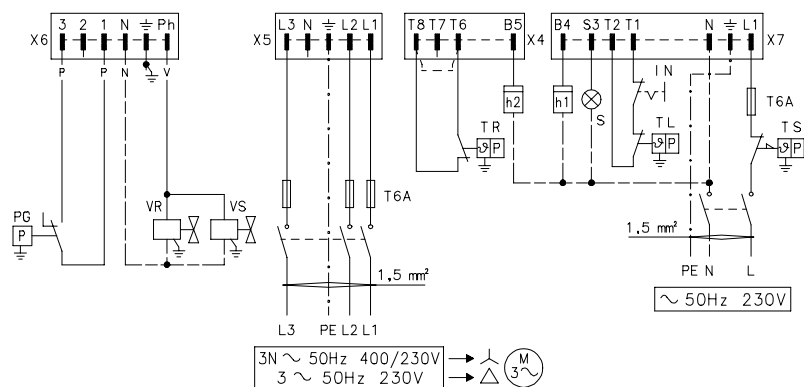 3 2 1 N Ph
X6
P P N V
PG
P
VR VS
L3 N L2 L1
X5
T6A
1,5 mm²
L3 PE L2 L1
3N ~ 50Hz 400/230V
3 ~ 50Hz 230V
M
3~
T8 T7 T6 B5
X4
h2
TR
ϑ P
B4 S3 T2 T1 N L1
X7
IN
h1
S
TL
ϑ P
T6A
TS
ϑ P
1,5 mm²
PE N L
~ 50Hz 230V